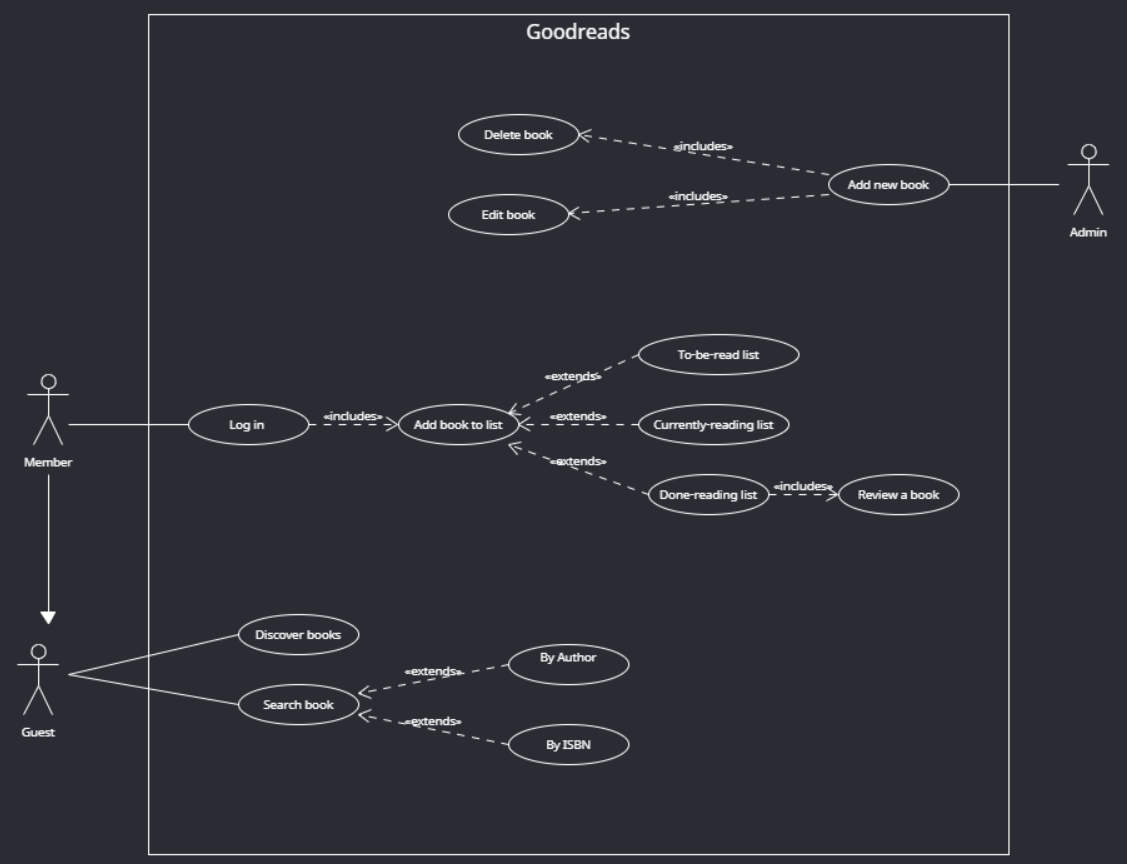 Goodreads
Delete book
«includes»
Add new book
«includes»
Edit book
Admin
To-be-read list
«extends»
«includes»
«extends»
Log in
Add book to list
Currently-reading list
Member
«extends»
«includes»
Done-reading list
Review a book
Discover books
By Author
«extends»
Search book
«extends»
Guest
By ISBN